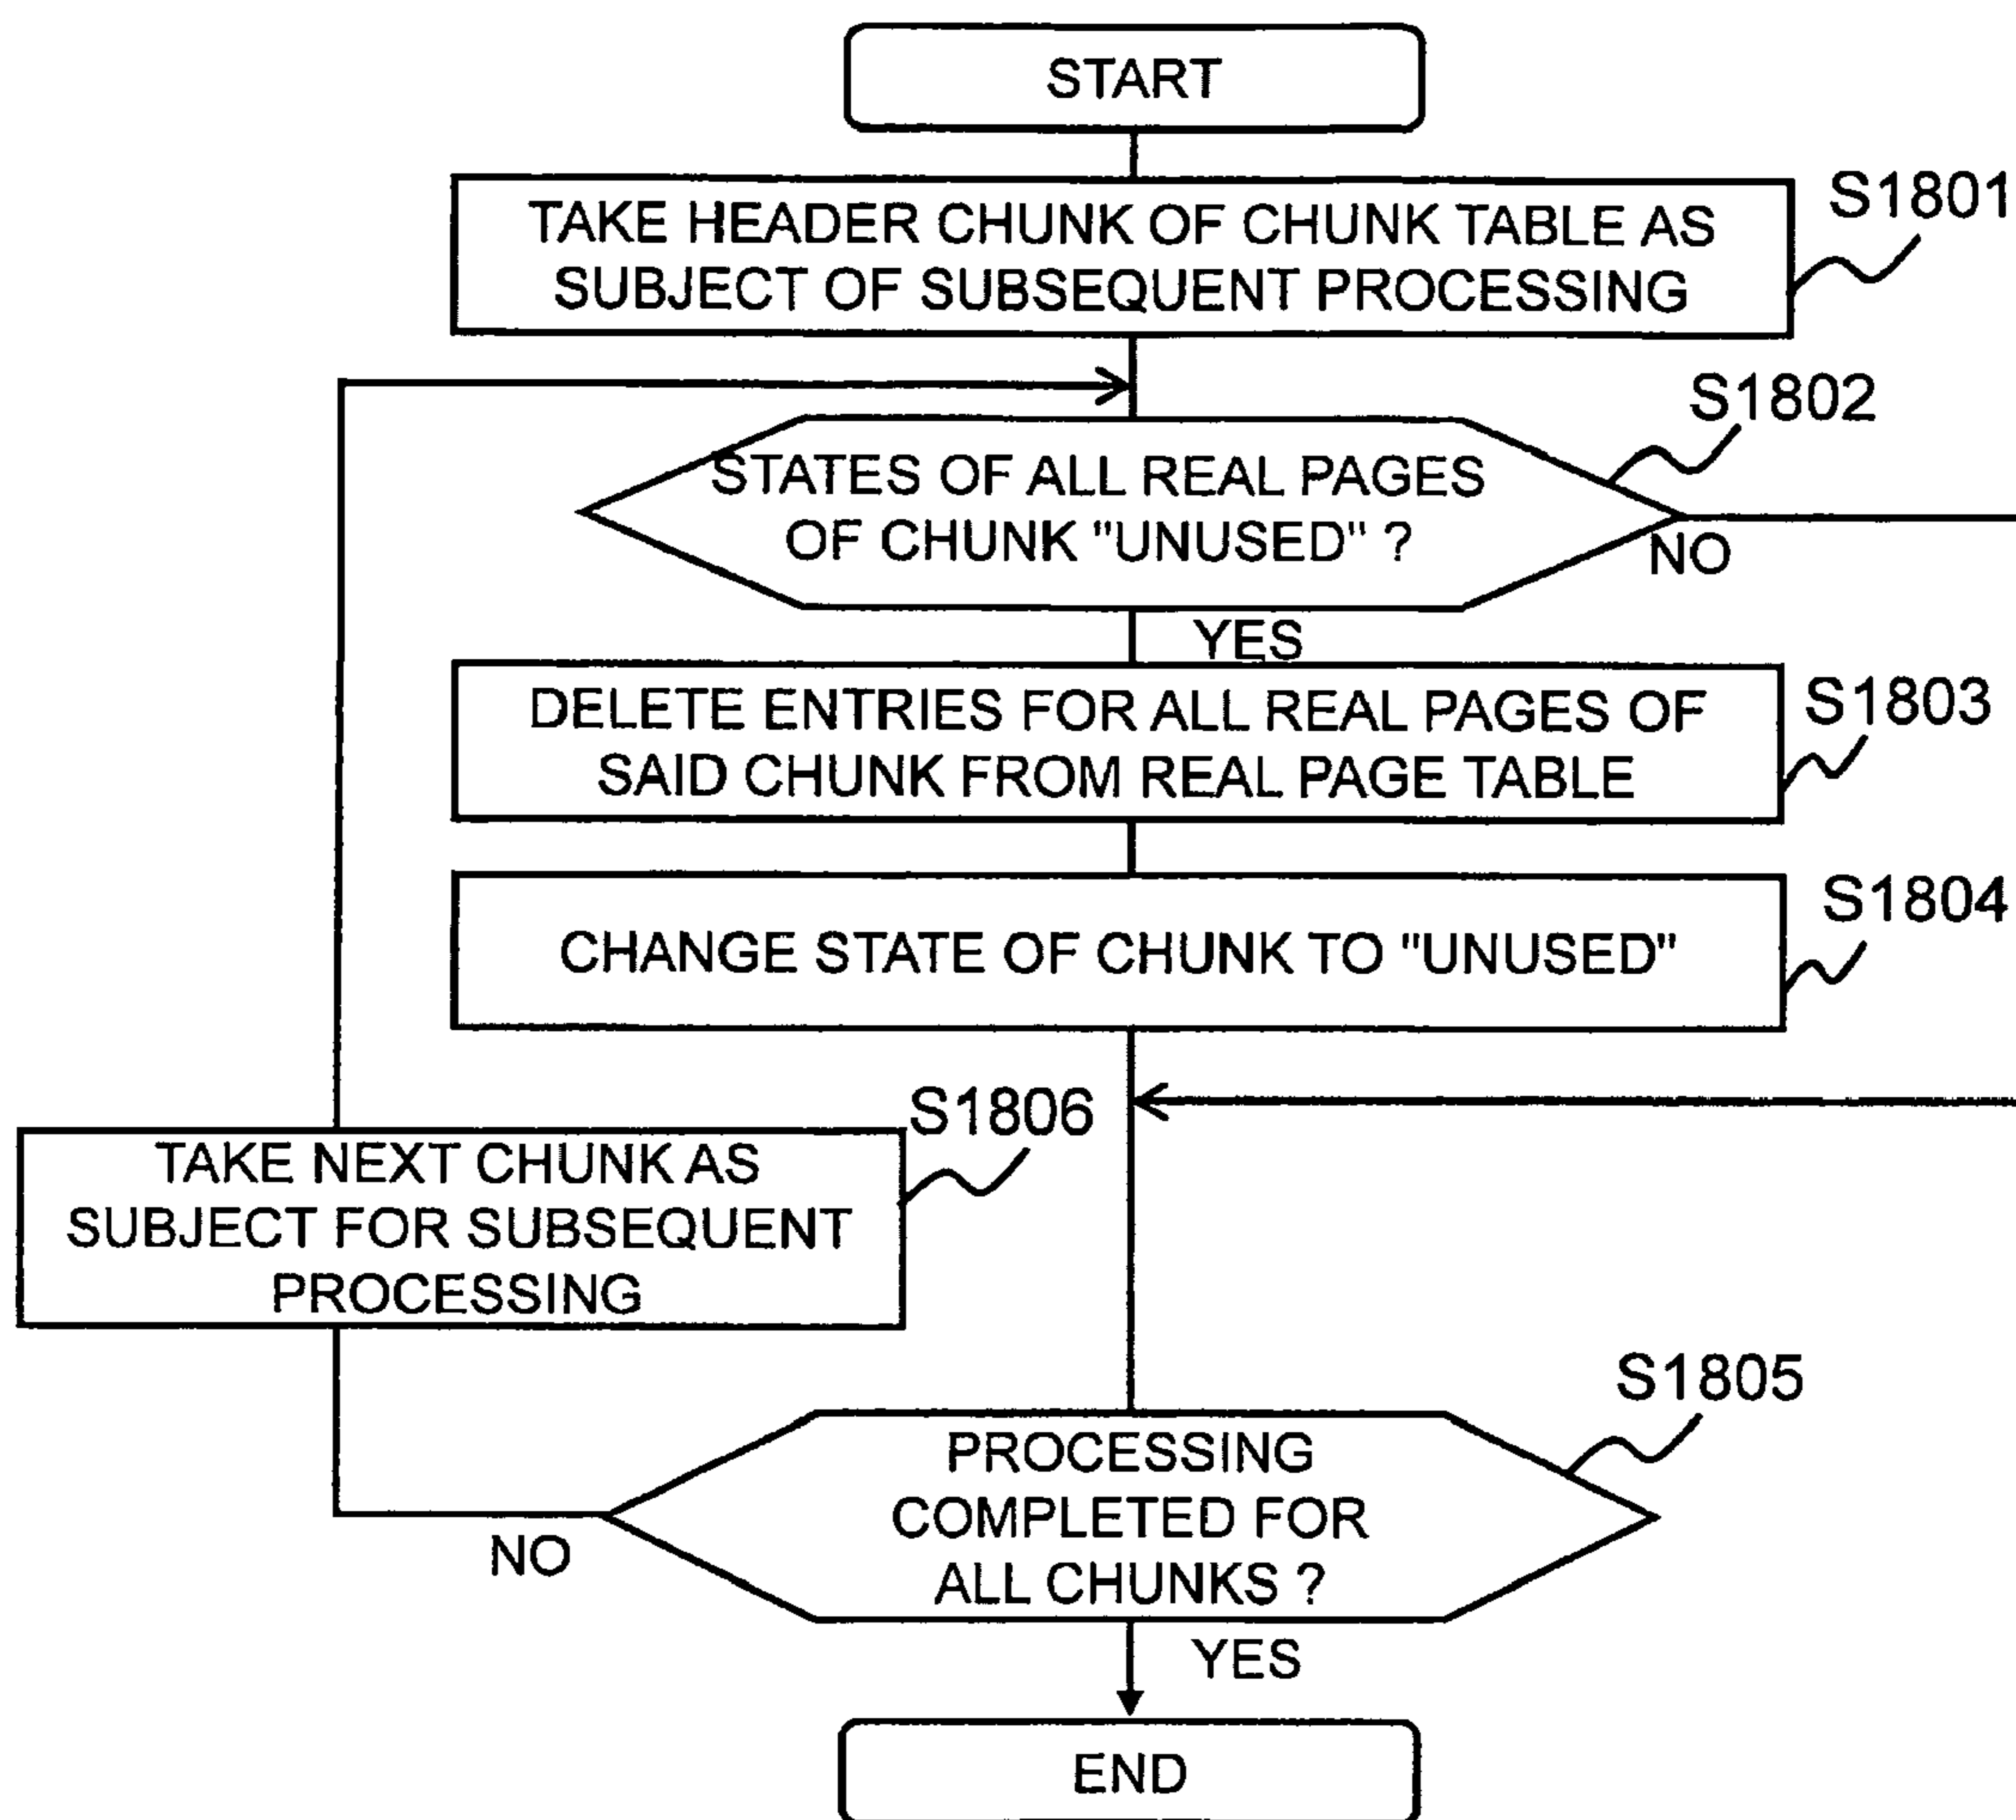 START
TAKE HEADER CHUNK OF CHUNK TABLE AS
SUBJECT OF SUBSEQUENT PROCESSING
S1801
S1802
STATES OF ALL REAL PAGES
OF CHUNK "UNUSED" ?
NO
YES
DELETE ENTRIES FOR ALL REAL PAGES OF
SAID CHUNK FROM REAL PAGE TABLE
S1803
CHANGE STATE OF CHUNK TO "UNUSED"
S1804
S1806
TAKE NEXT CHUNK AS
SUBJECT FOR SUBSEQUENT
PROCESSING
S1805
PROCESSING
COMPLETED FOR
ALL CHUNKS ?
NO
YES
END